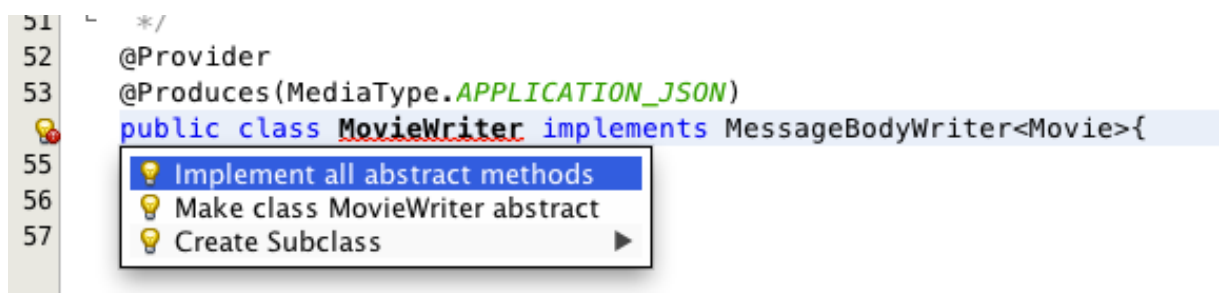 51 */
52 @Provider
53 @Produces(MediaType.APPLICATION_JSON)
public class MovieWriter implements MessageBodyWriter<Movie>{
55 Implement all abstract methods
56 Make class MovieWriter abstract
57 Create Subclass